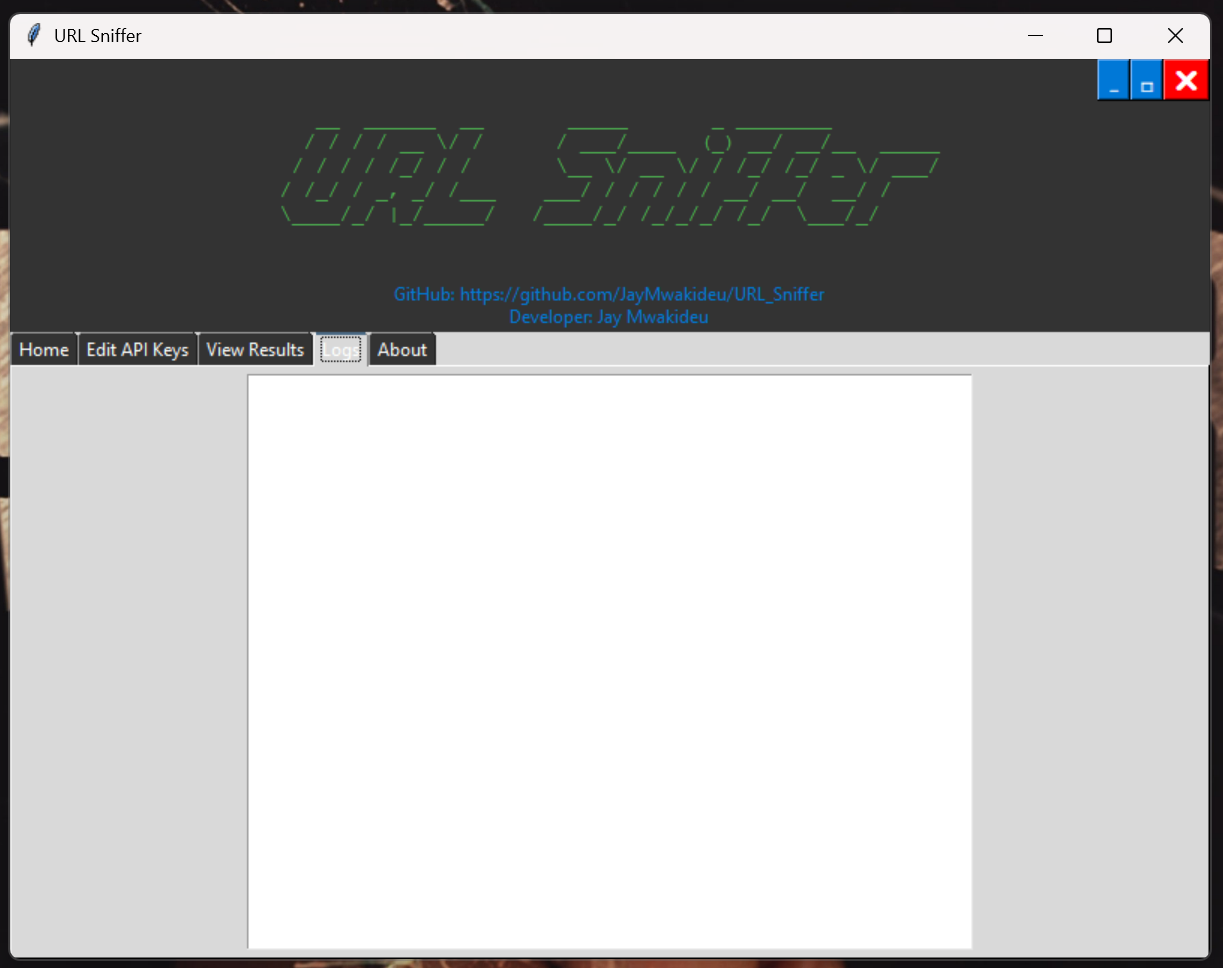 URL Sniffer
URL Sniffer
GitHub: https://github.com/JayMwakideu/URL_Sniffer
Developer: Jay Mwakideu
Home Edit API Keys View Results Logs About